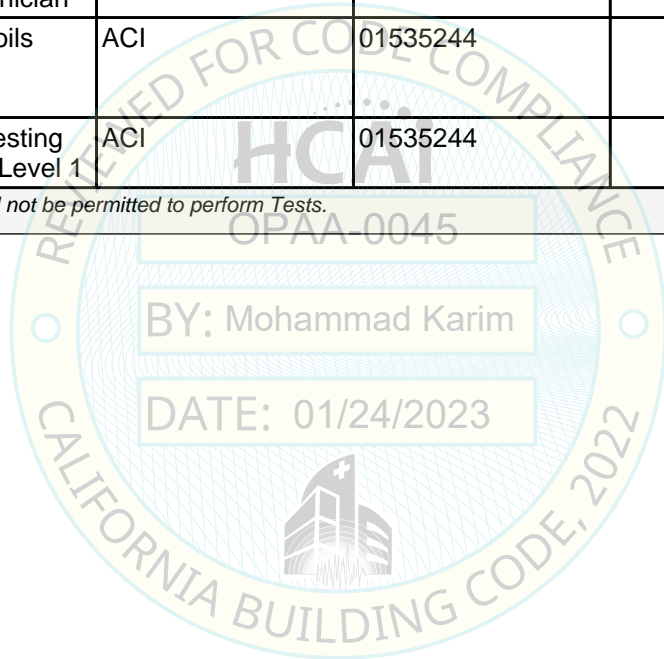 nician
oils ACI 01535244
esting ACI 01535244
Level 1
not be permitted to perform Tests.
REVIEWED FOR CODE COMPLIANCE
HCAi
OPAA-0045
BY: Mohammad Karim
DATE: 01/24/2023
CALIFORNIA BUILDING CODE, 2022